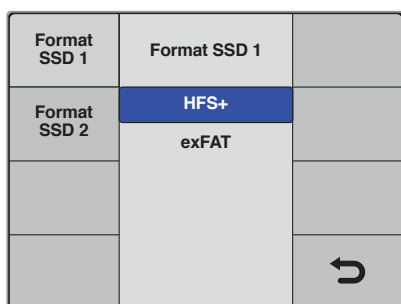 Format
SSD 1
Format SSD 1
HFS+
Format
SSD 2
exFAT